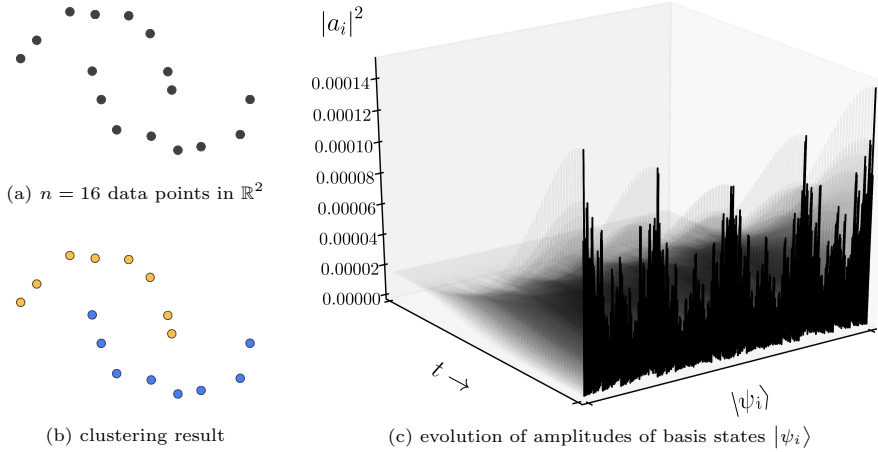 (a) n = 16 data points in ℝ²
(b) clustering result
|a_i|²
0.00014
0.00012
0.00010
0.00008
0.00006
0.00004
0.00002
0.00000
t →
|ψ_i⟩
(c) evolution of amplitudes of basis states |ψ_i⟩